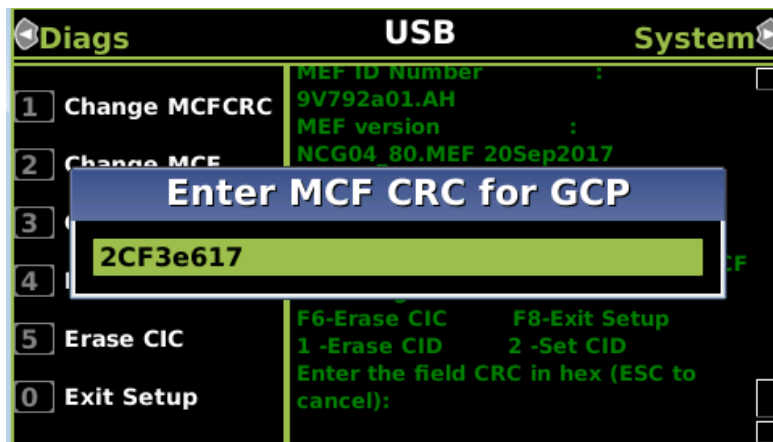 Diags USB System
MEF ID Number :
1 Change MCFCRC
9V792a01.AH
MEF version :
2 Change MCF
NCG04_80.MEF 20Sep2017
Enter MCF CRC for GCP
3
2CF3e617
CF
4
F6-Erase CIC F8-Exit Setup
5 Erase CIC
1 -Erase CID 2 -Set CID
Enter the field CRC in hex (ESC to
0 Exit Setup
cancel):